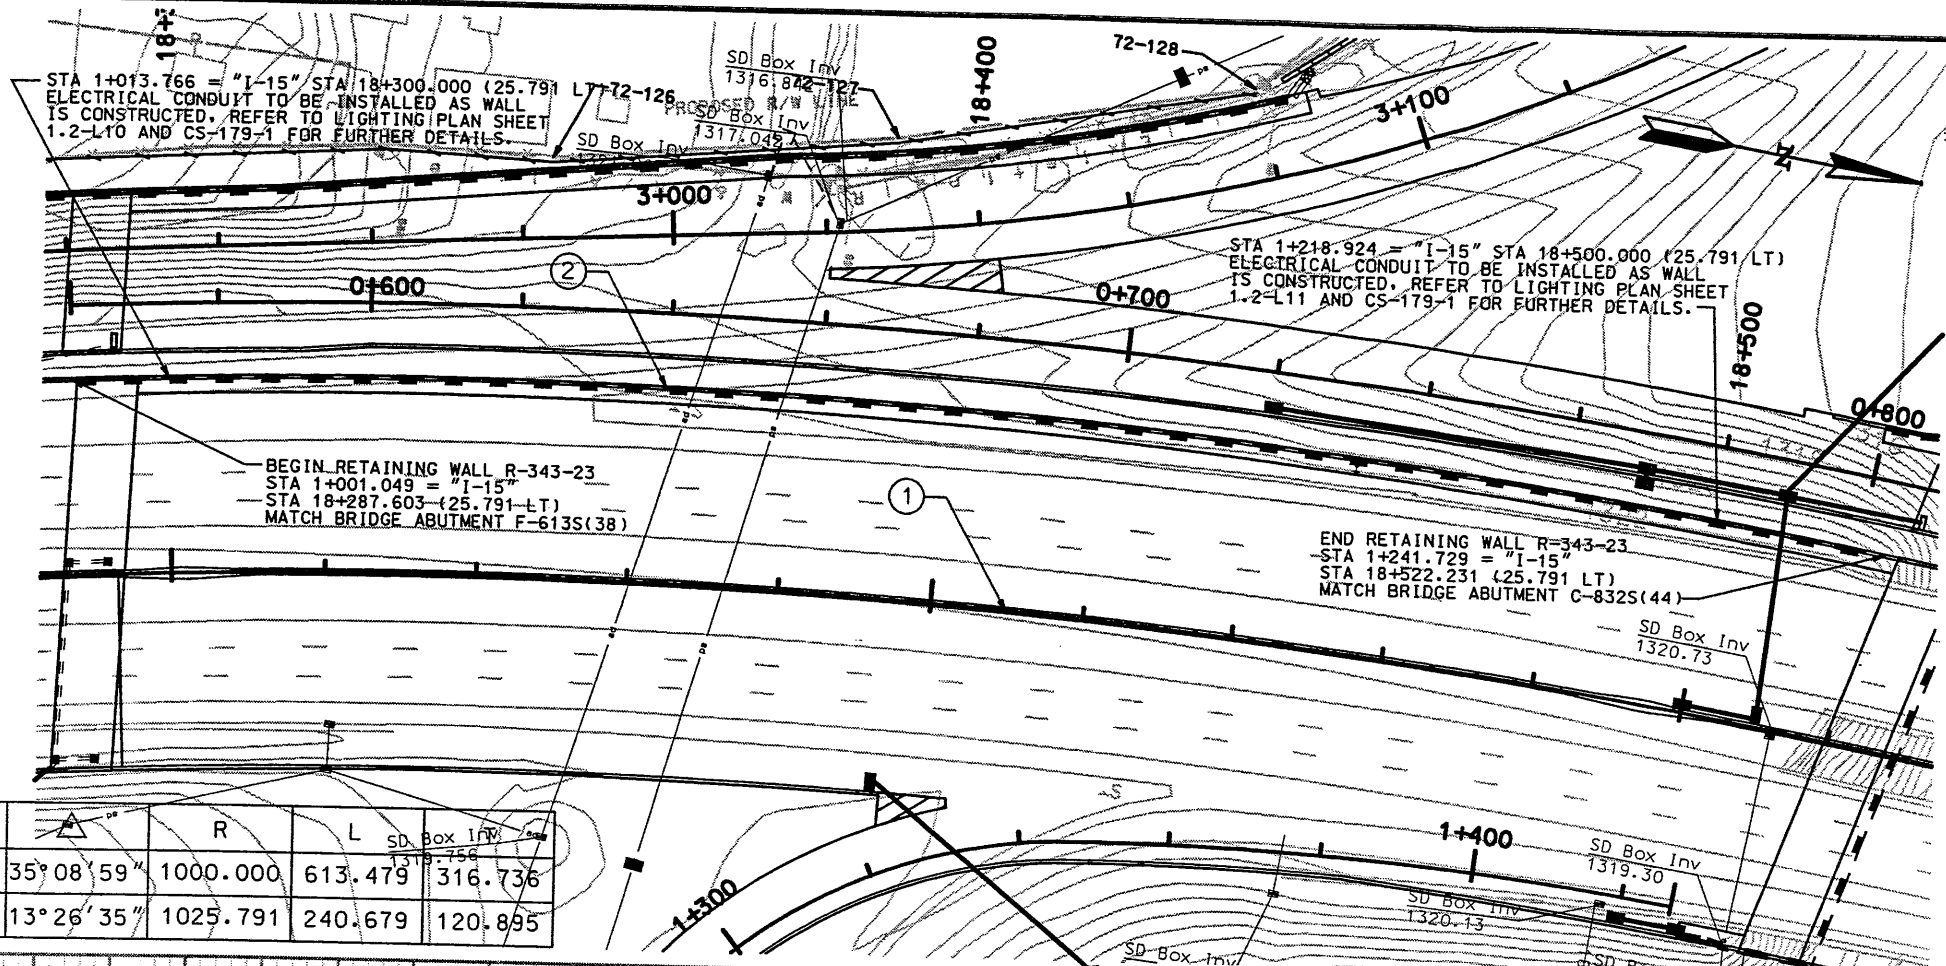 18+400
72-128
SD Box Inv
72-127
3+100
STA 1+013.766 = "I-15" STA 18+300.000 (25.791 LT)
72-126
ELECTRICAL CONDUIT TO BE INSTALLED AS WALL
IS CONSTRUCTED. REFER TO LIGHTING PLAN SHEET
1.2-L10 AND CS-179-1 FOR FURTHER DETAILS.
PROPOSED R/W LINE
SD Box Inv
1317.045
SD Box Inv
3+000
N
STA 1+218.924 = "I-15" STA 18+500.000 (25.791 LT)
ELECTRICAL CONDUIT TO BE INSTALLED AS WALL
IS CONSTRUCTED. REFER TO LIGHTING PLAN SHEET
1.2-L11 AND CS-179-1 FOR FURTHER DETAILS.
2
0+600
0+700
18+500
0+800
BEGIN RETAINING WALL R-343-23
STA 1+001.049 = "I-15"
STA 18+287.603 (25.791 LT)
MATCH BRIDGE ABUTMENT F-613S(38)
1
END RETAINING WALL R-343-23
STA 1+241.729 = "I-15"
STA 18+522.231 (25.791 LT)
MATCH BRIDGE ABUTMENT C-832S(44)
SD Box Inv
1320.73
1+400
SD Box Inv
1319.30
SD Box Inv
1320.13
1+300
SD Box Inv
SD Box Inv
1319.756
△ R L T
35°08'59" 1000.000 613.479 316.736
13°26'35" 1025.791 240.679 120.895